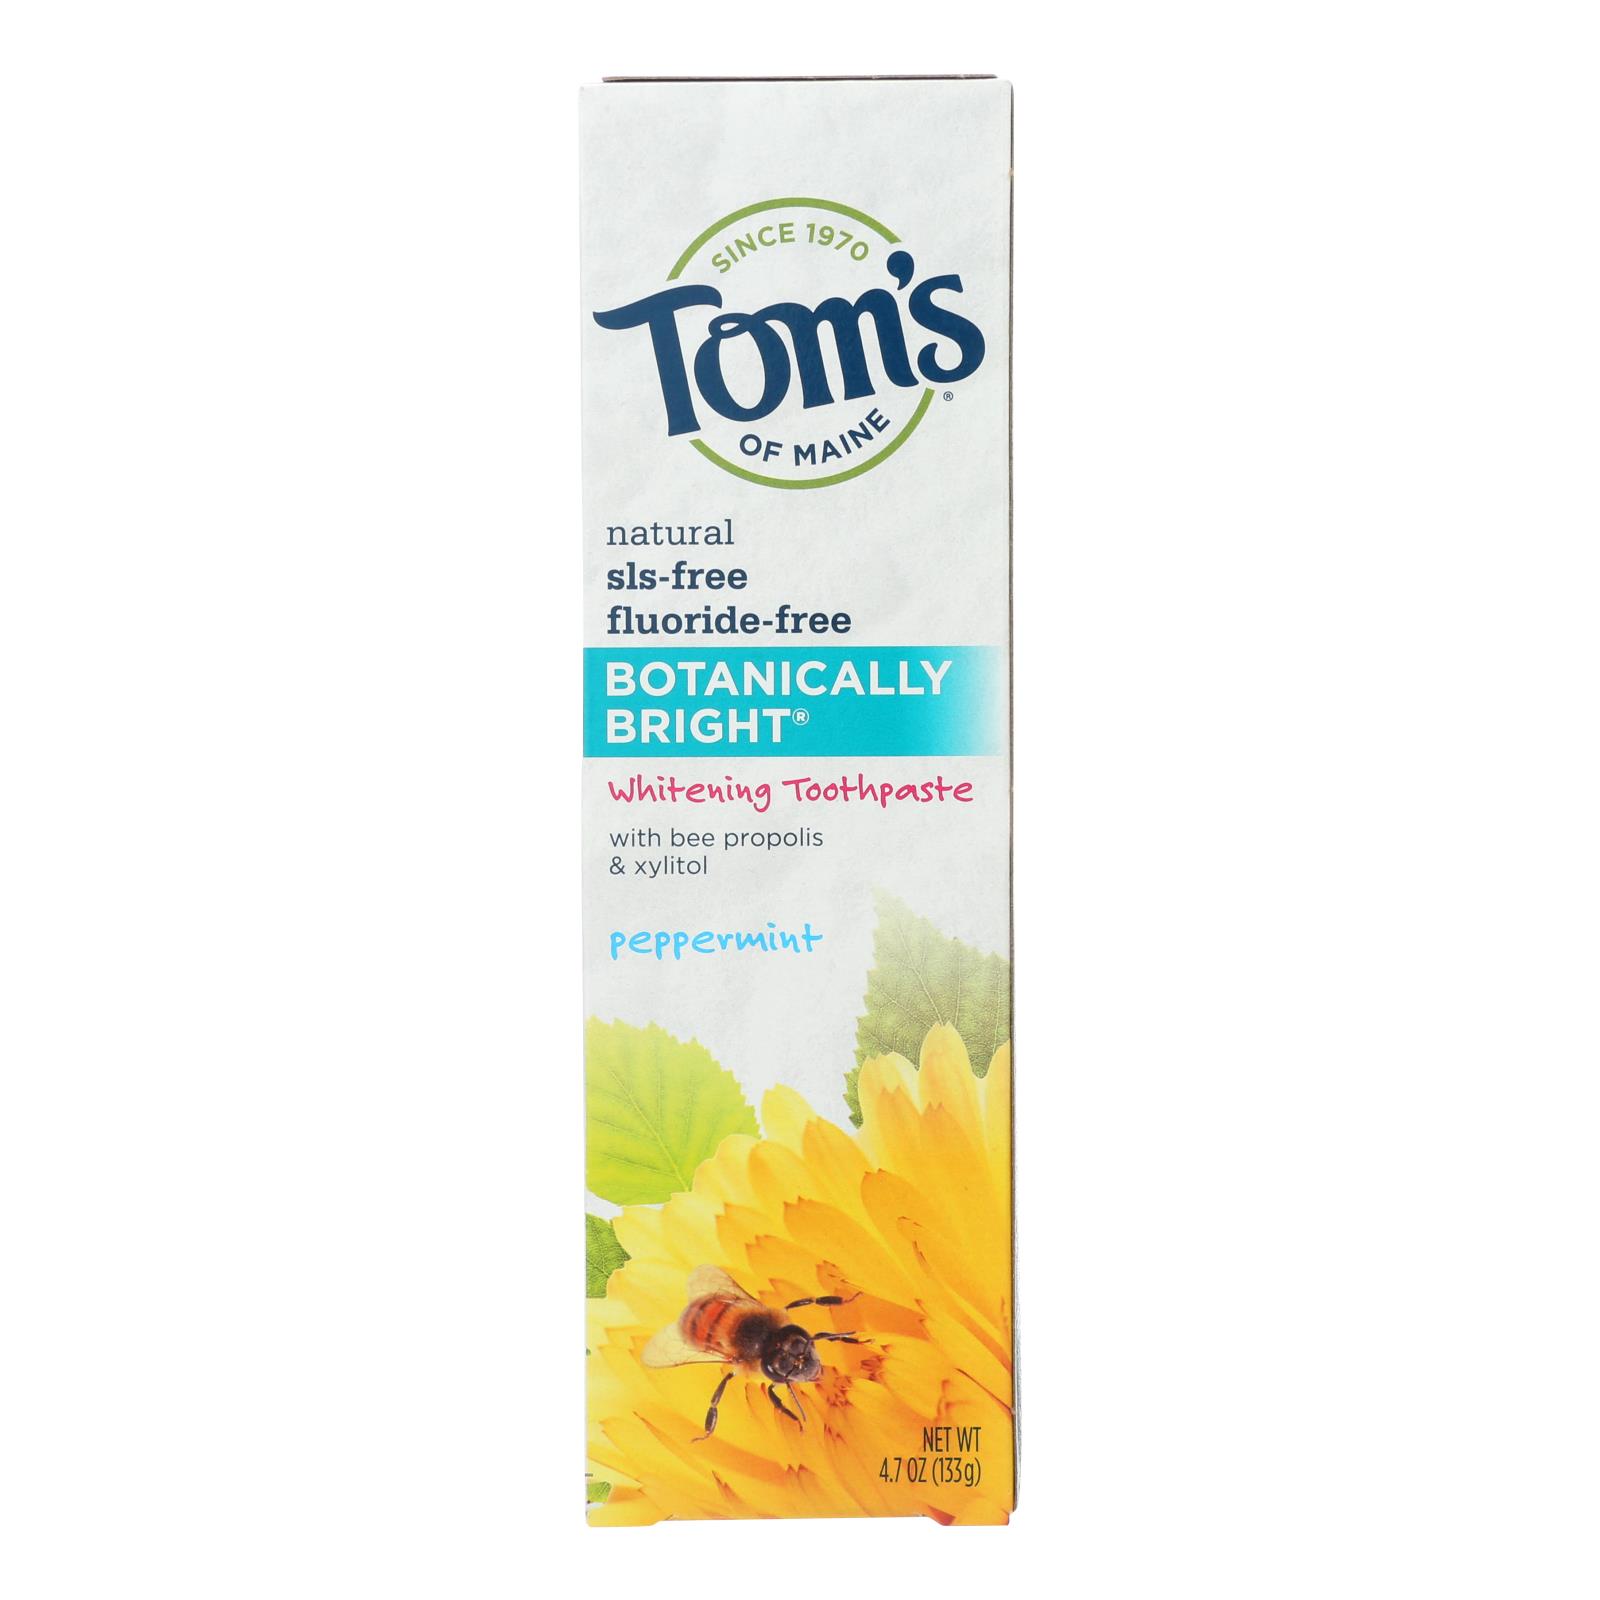 SINCE 1970
Tom's®
OF MAINE
natural
sls-free
fluoride-free
BOTANICALLY
BRIGHT®
Whitening Toothpaste
with bee propolis
& xylitol
peppermint
NET WT
4.7 OZ (133g)